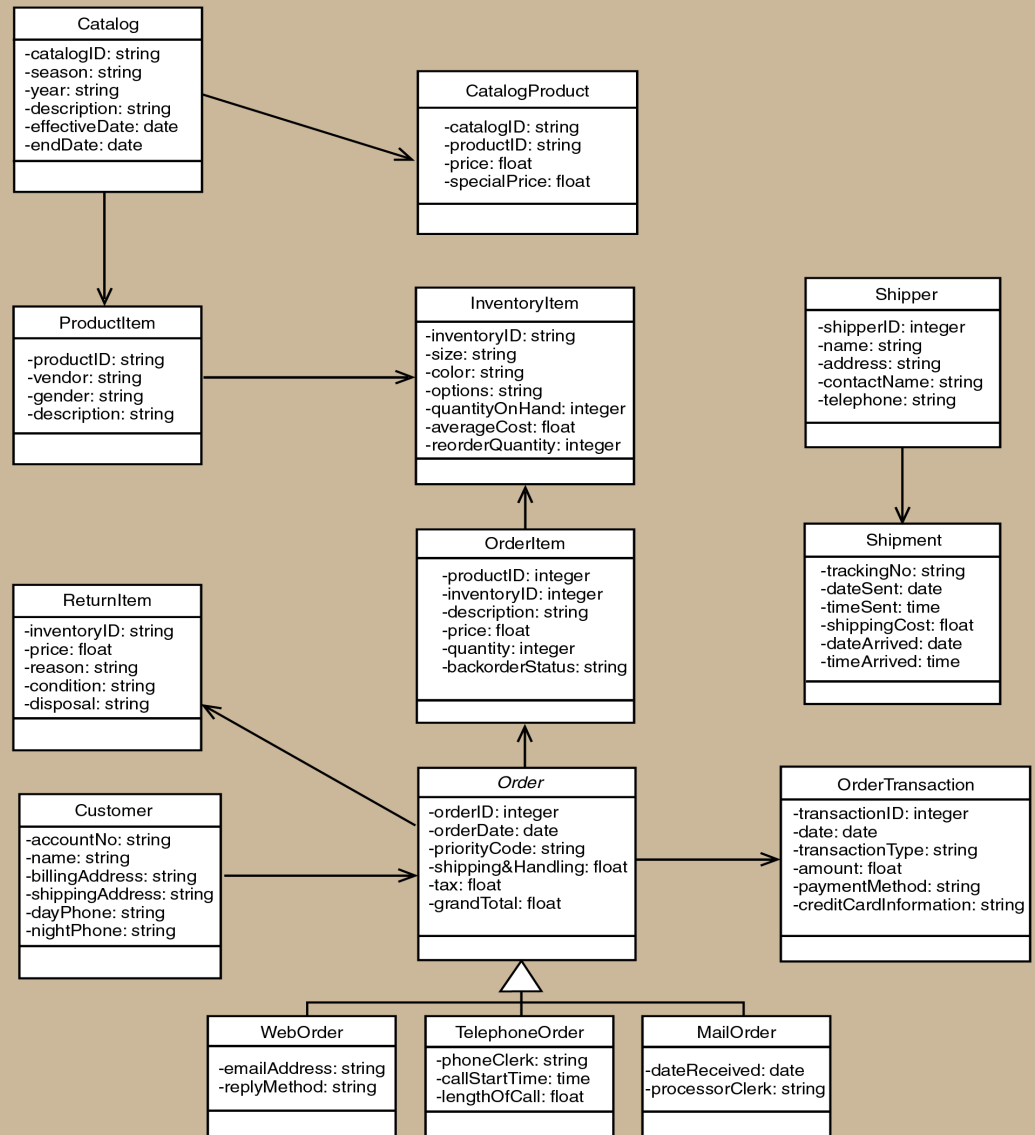 Catalog
-catalogID: string
-season: string
-year: string
-description: string
-effectiveDate: date
-endDate: date
CatalogProduct
-catalogID: string
-productID: string
-price: float
-specialPrice: float
ProductItem
-productID: string
-vendor: string
-gender: string
-description: string
InventoryItem
-inventoryID: string
-size: string
-color: string
-options: string
-quantityOnHand: integer
-averageCost: float
-reorderQuantity: integer
Shipper
-shipperID: integer
-name: string
-address: string
-contactName: string
-telephone: string
OrderItem
-productID: integer
-inventoryID: integer
-description: string
-price: float
-quantity: integer
-backorderStatus: string
Shipment
-trackingNo: string
-dateSent: date
-timeSent: time
-shippingCost: float
-dateArrived: date
-timeArrived: time
ReturnItem
-inventoryID: string
-price: float
-reason: string
-condition: string
-disposal: string
Customer
-accountNo: string
-name: string
-billingAddress: string
-shippingAddress: string
-dayPhone: string
-nightPhone: string
Order
-orderID: integer
-orderDate: date
-priorityCode: string
-shipping&Handling: float
-tax: float
-grandTotal: float
OrderTransaction
-transactionID: integer
-date: date
-transactionType: string
-amount: float
-paymentMethod: string
-creditCardInformation: string
WebOrder
-emailAddress: string
-replyMethod: string
TelephoneOrder
-phoneClerk: string
-callStartTime: time
-lengthOfCall: float
MailOrder
-dateReceived: date
-processorClerk: string